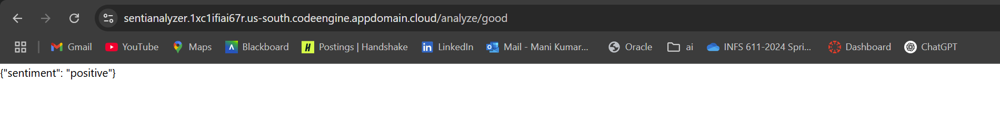 sentianalyzer.1xc1ifiai67r.us-south.codeengine.appdomain.cloud/analyze/good
Gmail YouTube Maps Blackboard Postings | Handshake LinkedIn Mail - Mani Kumar... Oracle ai INFS 611-2024 Spri... Dashboard ChatGPT
{"sentiment": "positive"}